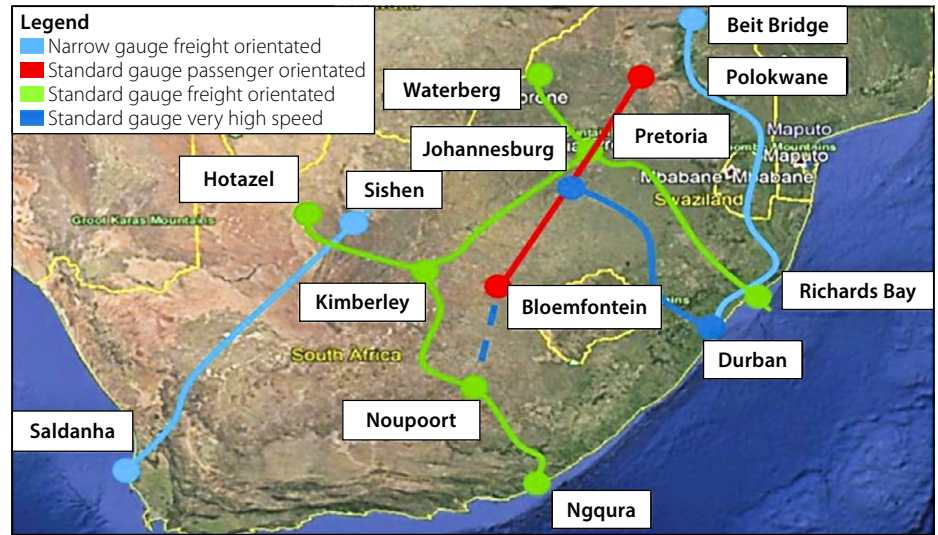 Legend
Narrow gauge freight orientated
Standard gauge passenger orientated
Standard gauge freight orientated
Standard gauge very high speed
Beit Bridge
Polokwane
Waterberg
Pretoria
Johannesburg
Maputo
Maputo
Mbabane Mbabane
Swaziland
Hotazel
Sishen
Groot Karas Mountains
Kimberley
Bloemfontein
Richards Bay
South Africa
Durban
Noupoort
Saldanha
Ngqura